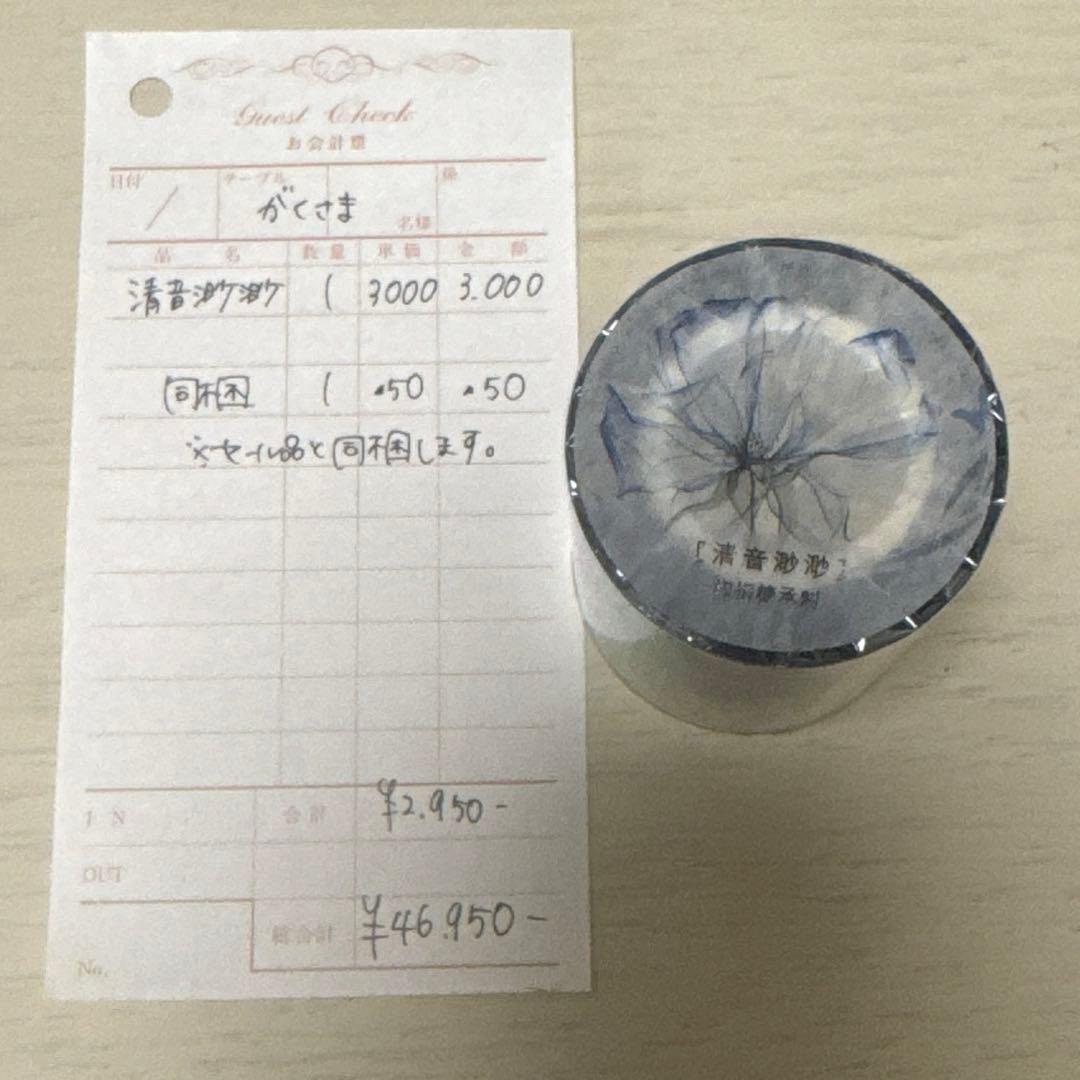 Guest Check
お会計票
日付 テーブル 名様 係
/ がくさま
品名 数量 単価 金額
清音渺渺 1 3000 3.000
同梱 1 ▲50 ▲50
※セール品と同梱します。
IN 合計 ¥2.950-
OUT
総合計 ¥46.950-
No.
「清音渺渺」